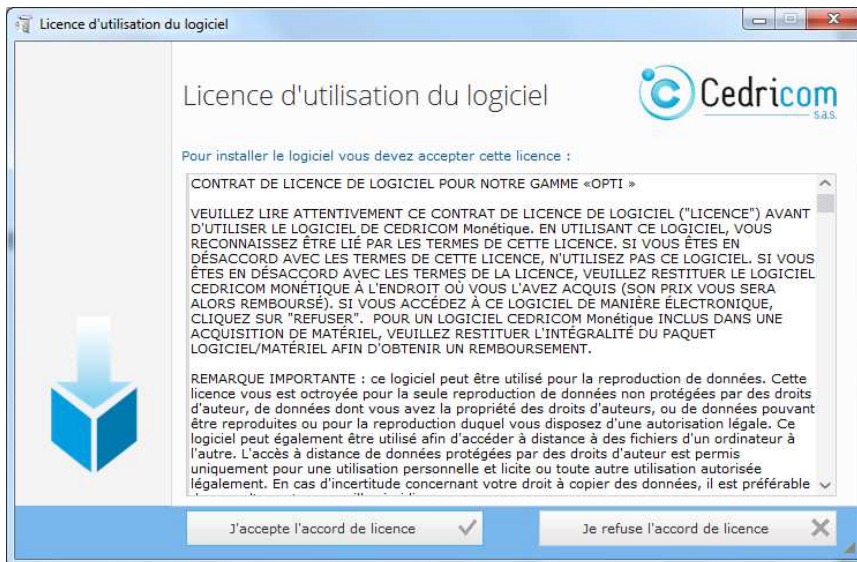 Licence d'utilisation du logiciel
Licence d'utilisation du logiciel
Cedricom
s.a.s.
Pour installer le logiciel vous devez accepter cette licence :
CONTRAT DE LICENCE DE LOGICIEL POUR NOTRE GAMME «OPTI »
VEUILLEZ LIRE ATTENTIVEMENT CE CONTRAT DE LICENCE DE LOGICIEL ("LICENCE") AVANT
D'UTILISER LE LOGICIEL DE CEDRICOM Monétique. EN UTILISANT CE LOGICIEL, VOUS
RECONNAISSEZ ÊTRE LIÉ PAR LES TERMES DE CETTE LICENCE. SI VOUS ÊTES EN
DÉSACCORD AVEC LES TERMES DE CETTE LICENCE, N'UTILISEZ PAS CE LOGICIEL. SI VOUS
ÊTES EN DÉSACCORD AVEC LES TERMES DE LA LICENCE, VEUILLEZ RESTITUER LE LOGICIEL
CEDRICOM MONÉTIQUE À L'ENDROIT OÙ VOUS L'AVEZ ACQUIS (SON PRIX VOUS SERA
ALORS REMBOURSÉ). SI VOUS ACCÉDEZ À CE LOGICIEL DE MANIÈRE ÉLECTRONIQUE,
CLIQUEZ SUR "REFUSER".  POUR UN LOGICIEL CEDRICOM Monétique INCLUS DANS UNE
ACQUISITION DE MATÉRIEL, VEUILLEZ RESTITUER L'INTÉGRALITÉ DU PAQUET
LOGICIEL/MATÉRIEL AFIN D'OBTENIR UN REMBOURSEMENT.
REMARQUE IMPORTANTE : ce logiciel peut être utilisé pour la reproduction de données. Cette
licence vous est octroyée pour la seule reproduction de données non protégées par des droits
d'auteur, de données dont vous avez la propriété des droits d'auteurs, ou de données pouvant
être reproduites ou pour la reproduction duquel vous disposez d'une autorisation légale. Ce
logiciel peut également être utilisé afin d'accéder à distance à des fichiers d'un ordinateur à
l'autre. L'accès à distance de données protégées par des droits d'auteur est permis
uniquement pour une utilisation personnelle et licite ou toute autre utilisation autorisée
légalement. En cas d'incertitude concernant votre droit à copier des données, il est préférable
J'accepte l'accord de licence
Je refuse l'accord de licence